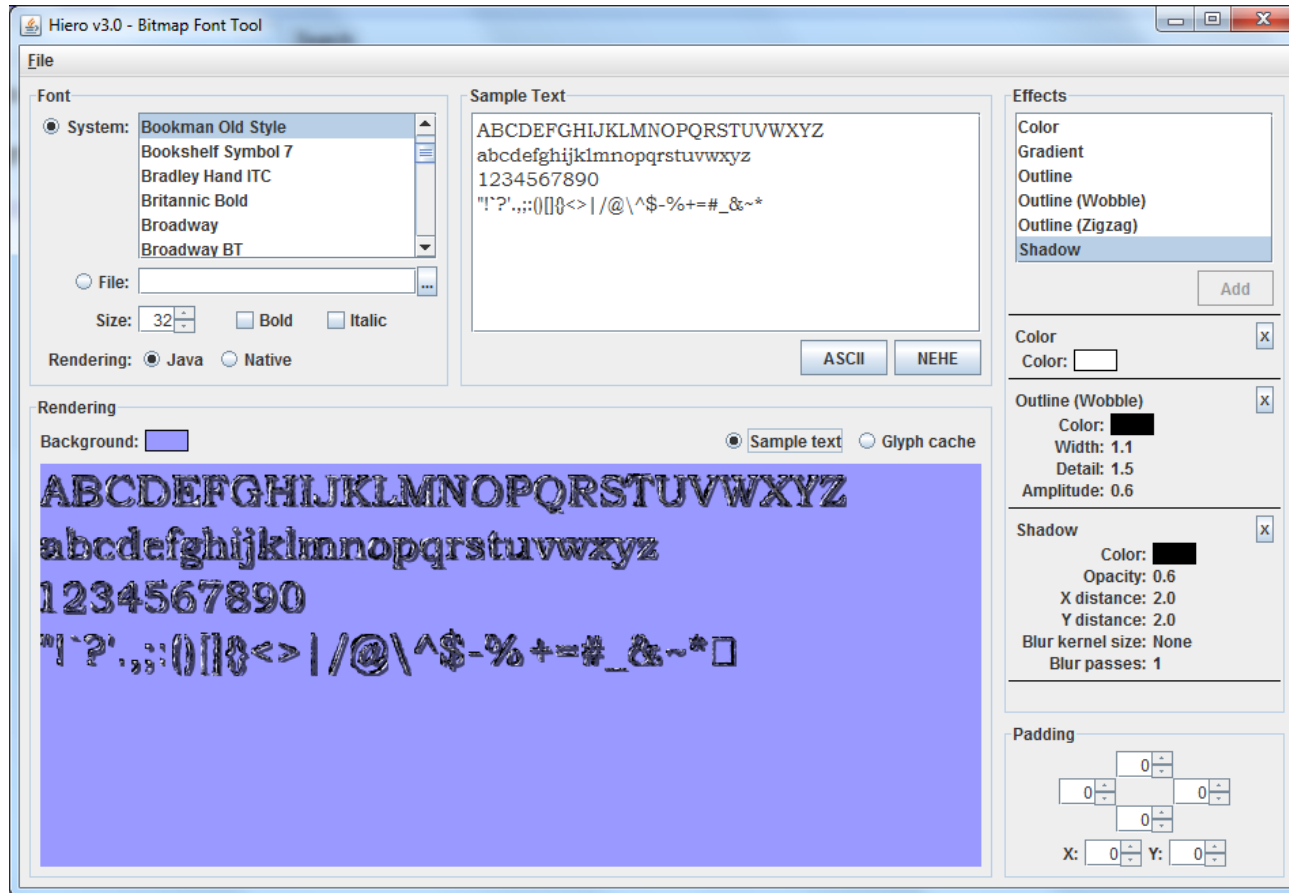 Hiero v3.0 - Bitmap Font Tool
File
Font
System:
Bookman Old Style
Bookshelf Symbol 7
Bradley Hand ITC
Britannic Bold
Broadway
Broadway BT
File:
...
Size: 32 Bold Italic
Rendering: Java Native
Sample Text
ABCDEFGHIJKLMNOPQRSTUVWXYZ
abcdefghijklmnopqrstuvwxyz
1234567890
"!`?'.,;:()[]{}<>|/@\^$-%+=#_&~*
ASCII NEHE
Rendering
Background: Sample text Glyph cache
ABCDEFGHIJKLMNOPQRSTUVWXYZ
abcdefghijklmnopqrstuvwxyz
1234567890
"!`?'.,;:()[]{}<>|/@\^$-%+=#_&~*□
Effects
Color
Gradient
Outline
Outline (Wobble)
Outline (Zigzag)
Shadow
Add
Color X
Color:
Outline (Wobble) X
Color:
Width: 1.1
Detail: 1.5
Amplitude: 0.6
Shadow X
Color:
Opacity: 0.6
X distance: 2.0
Y distance: 2.0
Blur kernel size: None
Blur passes: 1
Padding
0
0 0
0
X: 0 Y: 0